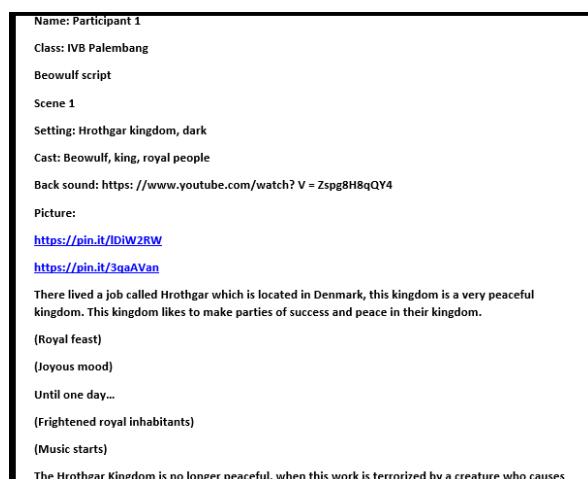 Name: Participant 1
Class: IVB Palembang
Beowulf script
Scene 1
Setting: Hrothgar kingdom, dark
Cast: Beowulf, king, royal people
Back sound: https: //www.youtube.com/watch? V = Zspg8H8qQY4
Picture:
https://pin.it/lDiW2RW
https://pin.it/3qaAVan
There lived a job called Hrothgar which is located in Denmark, this kingdom is a very peaceful
kingdom. This kingdom likes to make parties of success and peace in their kingdom.
(Royal feast)
(Joyous mood)
Until one day…
(Frightened royal inhabitants)
(Music starts)
The Hrothgar Kingdom is no longer peaceful, when this work is terrorized by a creature who causes